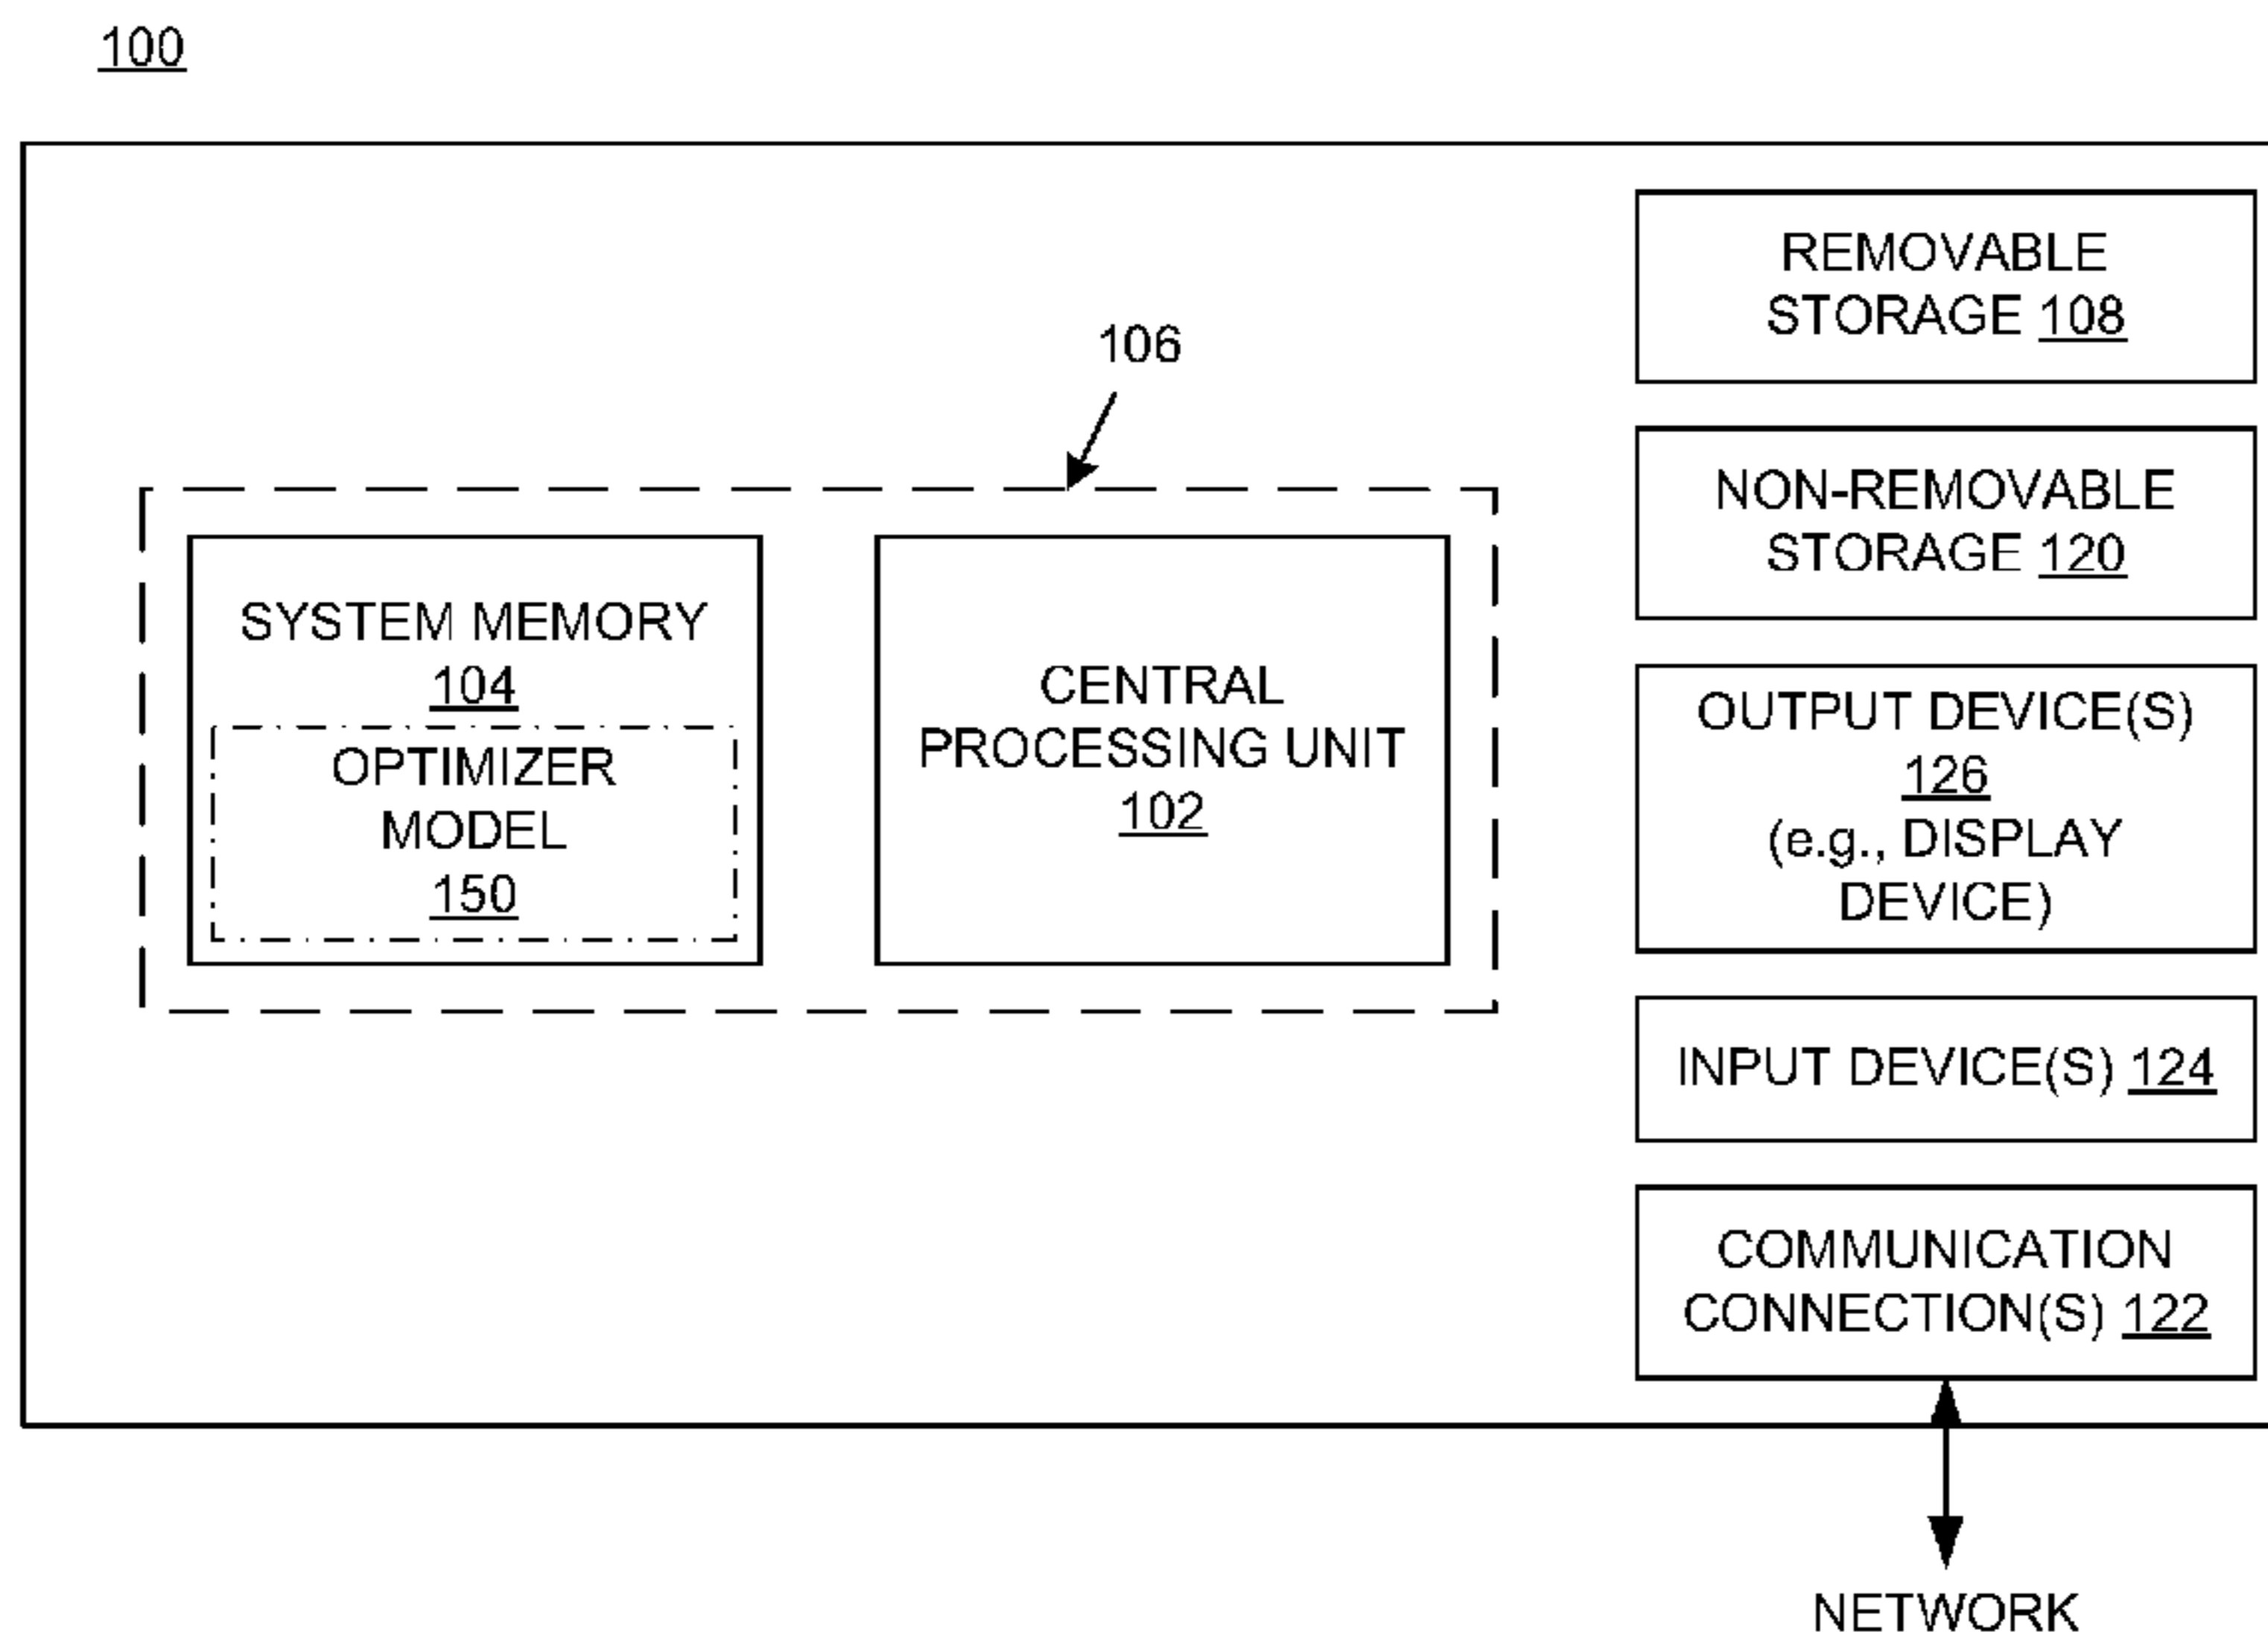 100
106
SYSTEM MEMORY
104
OPTIMIZER
MODEL
150
CENTRAL
PROCESSING UNIT
102
REMOVABLE
STORAGE 108
NON-REMOVABLE
STORAGE 120
OUTPUT DEVICE(S)
126
(e.g., DISPLAY
DEVICE)
INPUT DEVICE(S) 124
COMMUNICATION
CONNECTION(S) 122
NETWORK